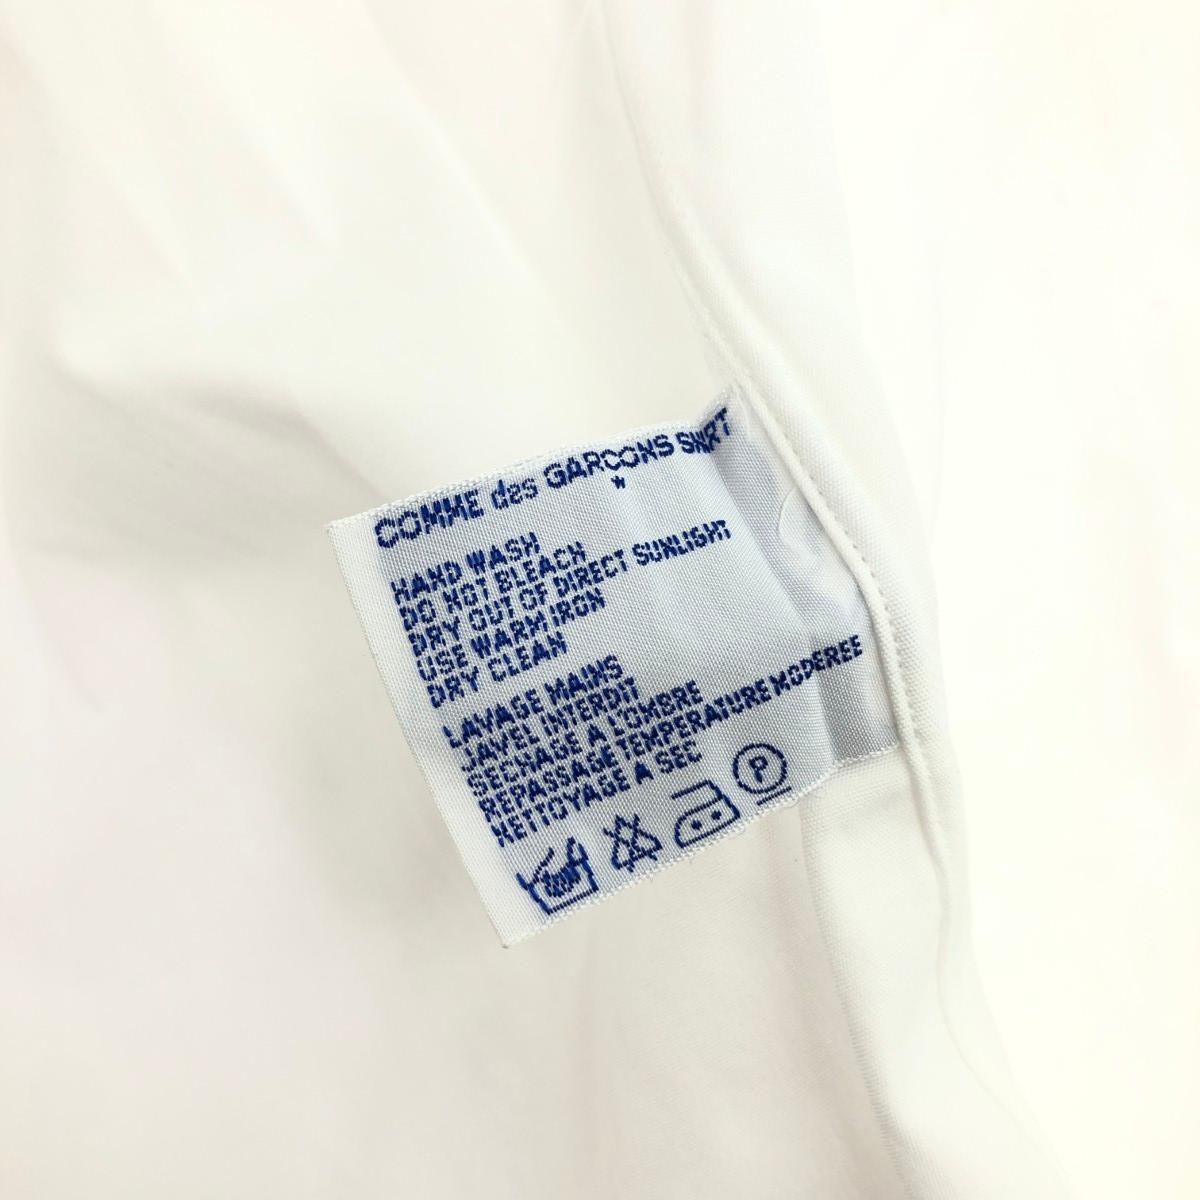 COMME des GARCONS SHIRT
HAND WASH
DO NOT BLEACH
DRY OUT OF DIRECT SUNLIGHT
USE WARM IRON
DRY CLEAN
LAVAGE MAINS
JAVEL INTERDIT
SECHAGE A L'OMBRE
REPASSAGE TEMPERATURE MODEREE
NETTOYAGE A SEC
P